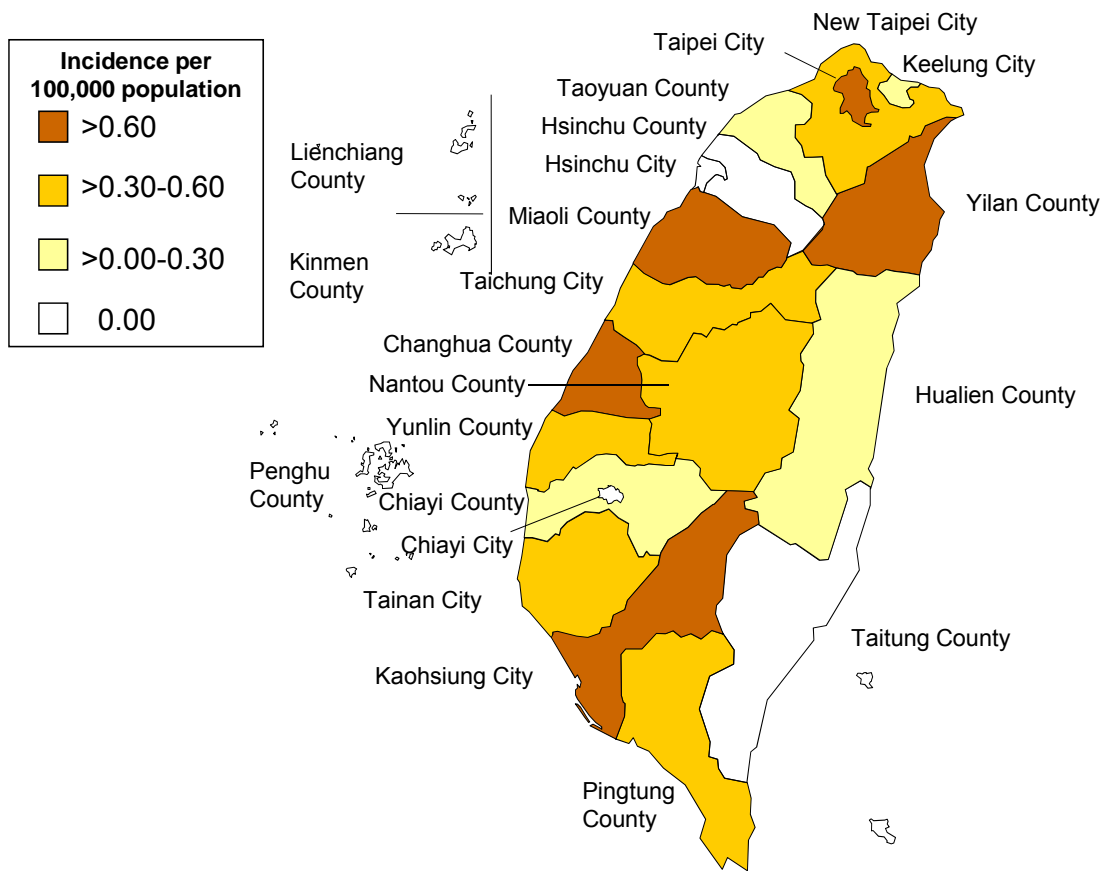 Incidence per
100,000 population
>0.60
>0.30-0.60
>0.00-0.30
0.00
New Taipei City
Taipei City
Keelung City
Taoyuan County
Hsinchu County
Lienchiang
County
Hsinchu City
Yilan County
Miaoli County
Kinmen
County
Taichung City
Changhua County
Nantou County
Hualien County
Yunlin County
Penghu
County
Chiayi County
Chiayi City
Tainan City
Taitung County
Kaohsiung City
Pingtung
County